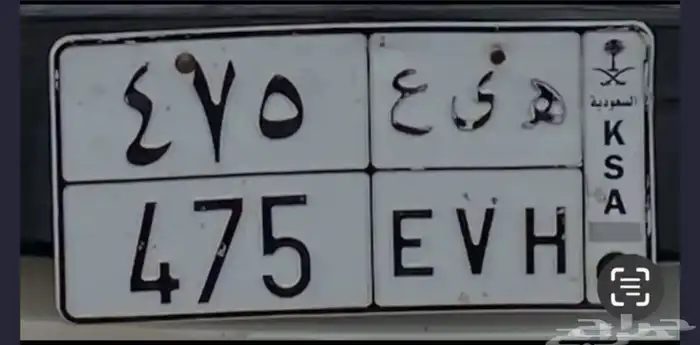 هـ ى ع ٤٧٥
475 EVH
السعودية
K
S
A